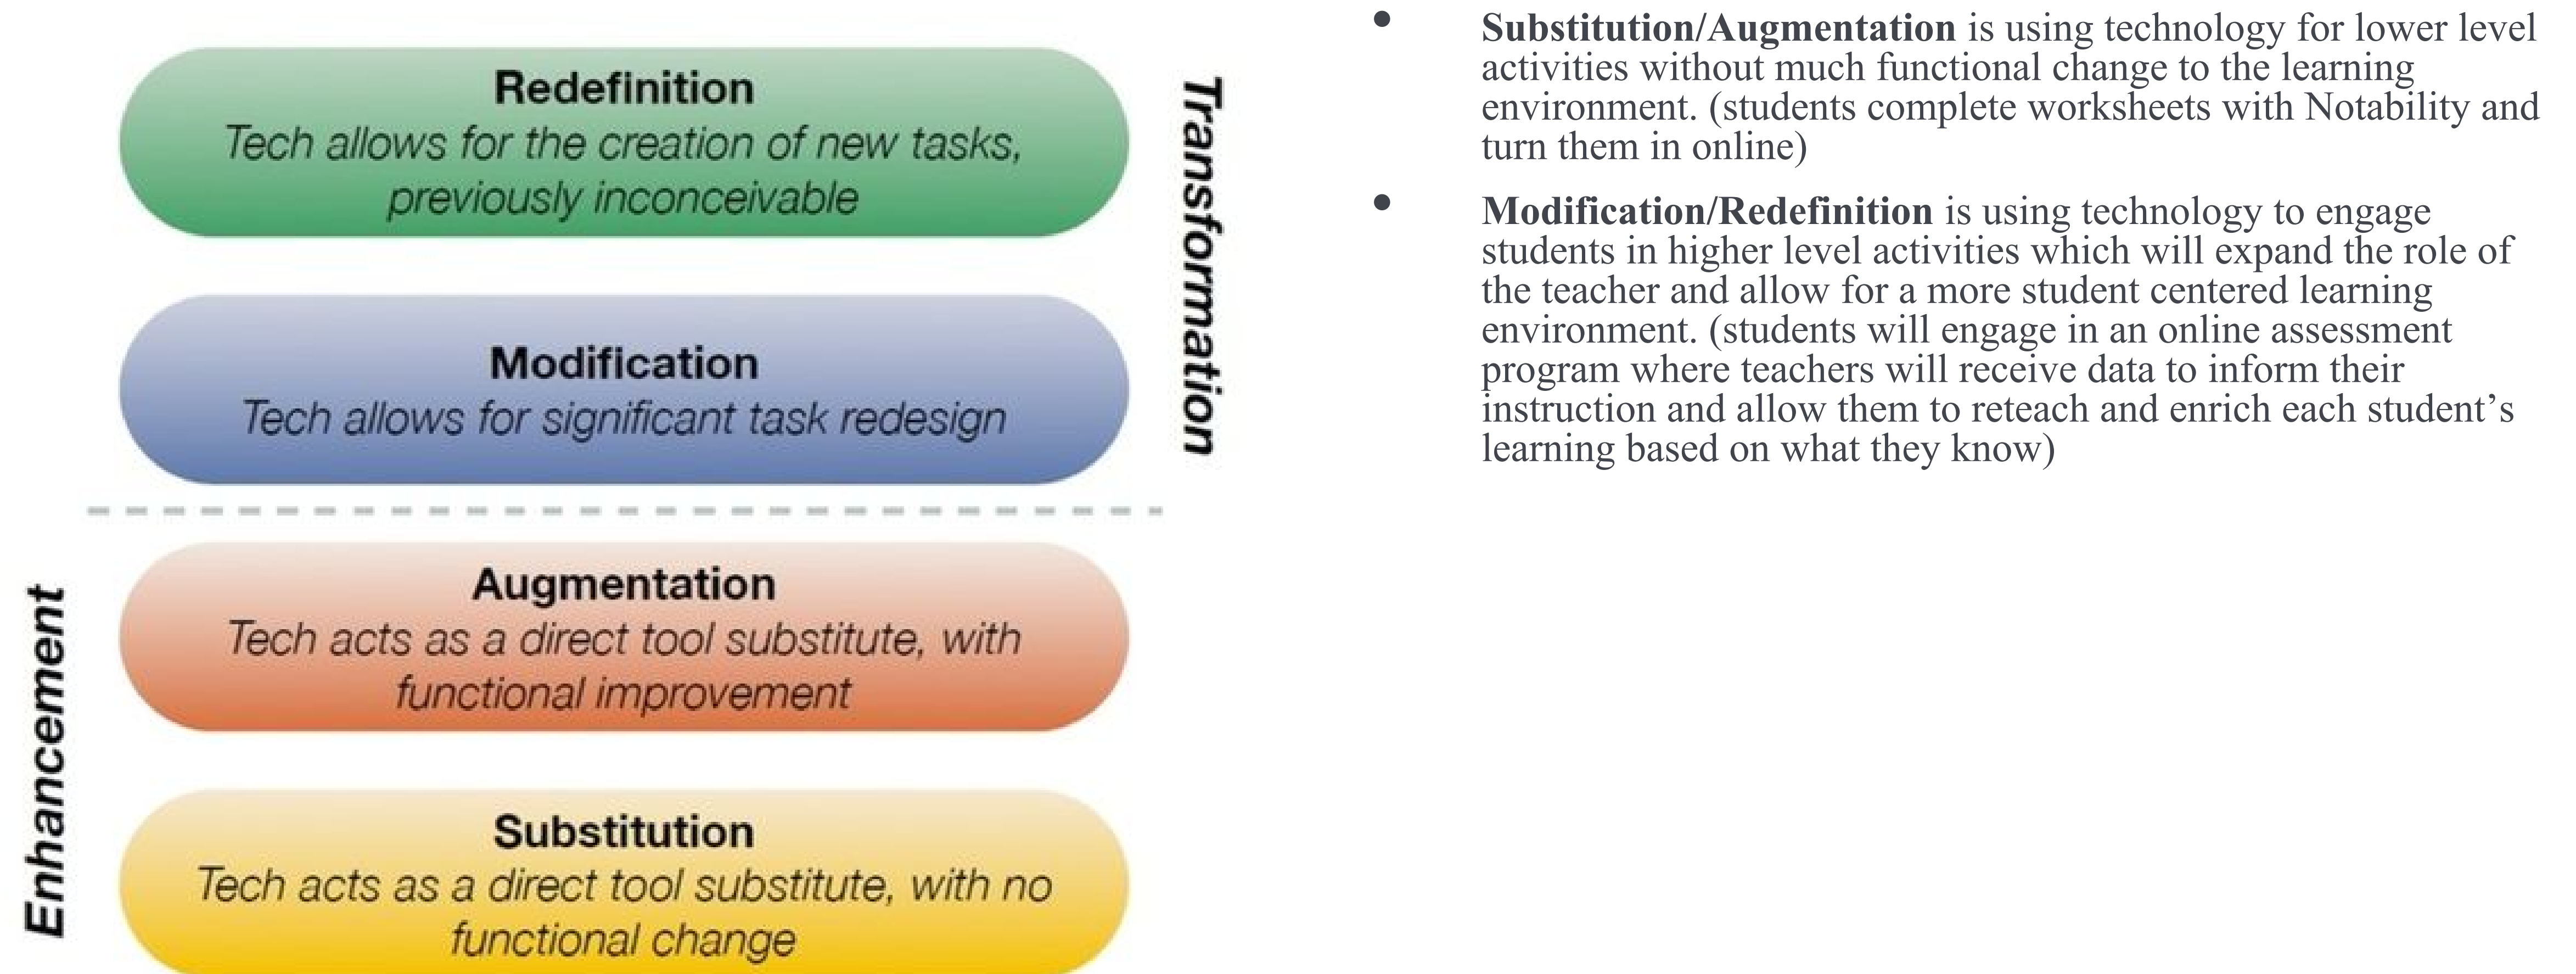 Redefinition
Tech allows for the creation of new tasks,
previously inconceivable
Modification
Tech allows for significant task redesign
Transformation
Augmentation
Tech acts as a direct tool substitute, with
functional improvement
Substitution
Tech acts as a direct tool substitute, with no
functional change
Enhancement
• Substitution/Augmentation is using technology for lower level
activities without much functional change to the learning
environment. (students complete worksheets with Notability and
turn them in online)
• Modification/Redefinition is using technology to engage
students in higher level activities which will expand the role of
the teacher and allow for a more student centered learning
environment. (students will engage in an online assessment
program where teachers will receive data to inform their
instruction and allow them to reteach and enrich each student’s
learning based on what they know)